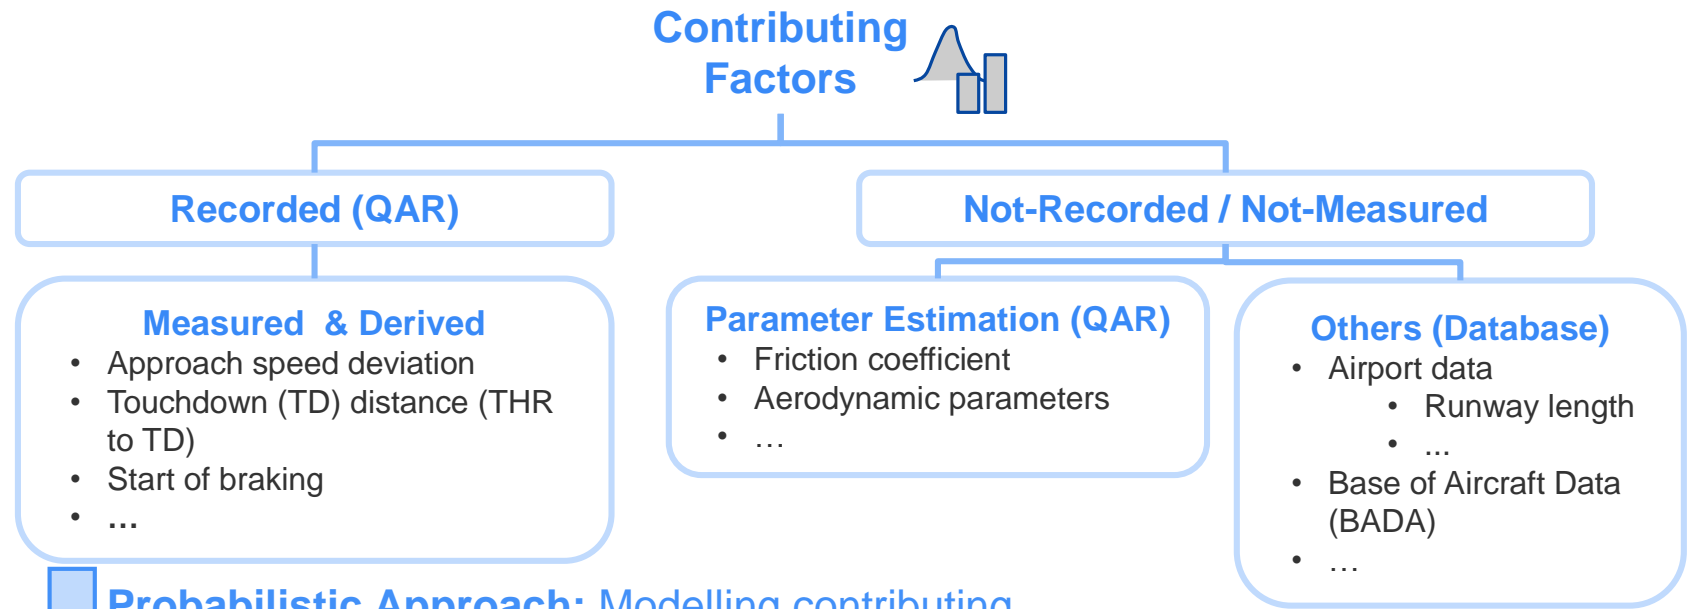 Contributing
Factors
Recorded (QAR)
Not-Recorded / Not-Measured
Measured & Derived
• Approach speed deviation
• Touchdown (TD) distance (THR
to TD)
• Start of braking
• …
Parameter Estimation (QAR)
• Friction coefficient
• Aerodynamic parameters
• …
Others (Database)
• Airport data
• Runway length
• ...
• Base of Aircraft Data
(BADA)
• …
Probabilistic Approach: Modelling contributing